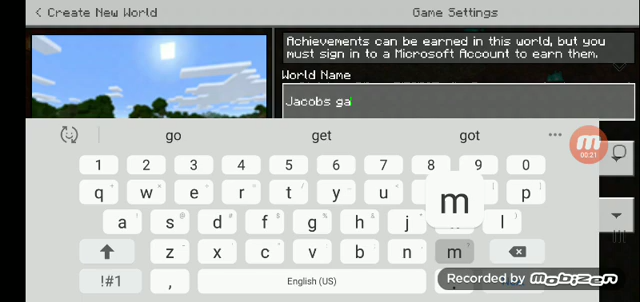 < Create New World
Game Settings
Achievements can be earned in this world, but you
must sign in to a Microsoft Account to earn them.
World Name
Jacobs ga
go get got
00:21
1 2 3 4 5 6 7 8 9 0
q w e r t y u p
m
a s d f g h j l
z x c v b n m
!#1 , English (US) .
Recorded by Mobizen